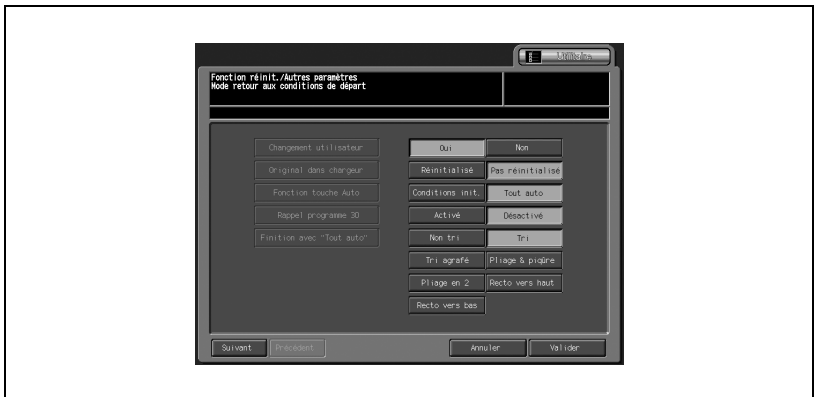 Utilitaires
Fonction réinit./Autres paramètres
Mode retour aux conditions de départ
Changement utilisateur Oui Non
Original dans chargeur Réinitialisé Pas réinitialisé
Fonction touche Auto Conditions init. Tout auto
Rappel programme 30 Activé Désactivé
Finition avec "Tout auto" Non tri Tri
Tri agrafé Pliage & piqûre
Pliage en 2 Recto vers haut
Recto vers bas
Suivant Précédent Annuler Valider